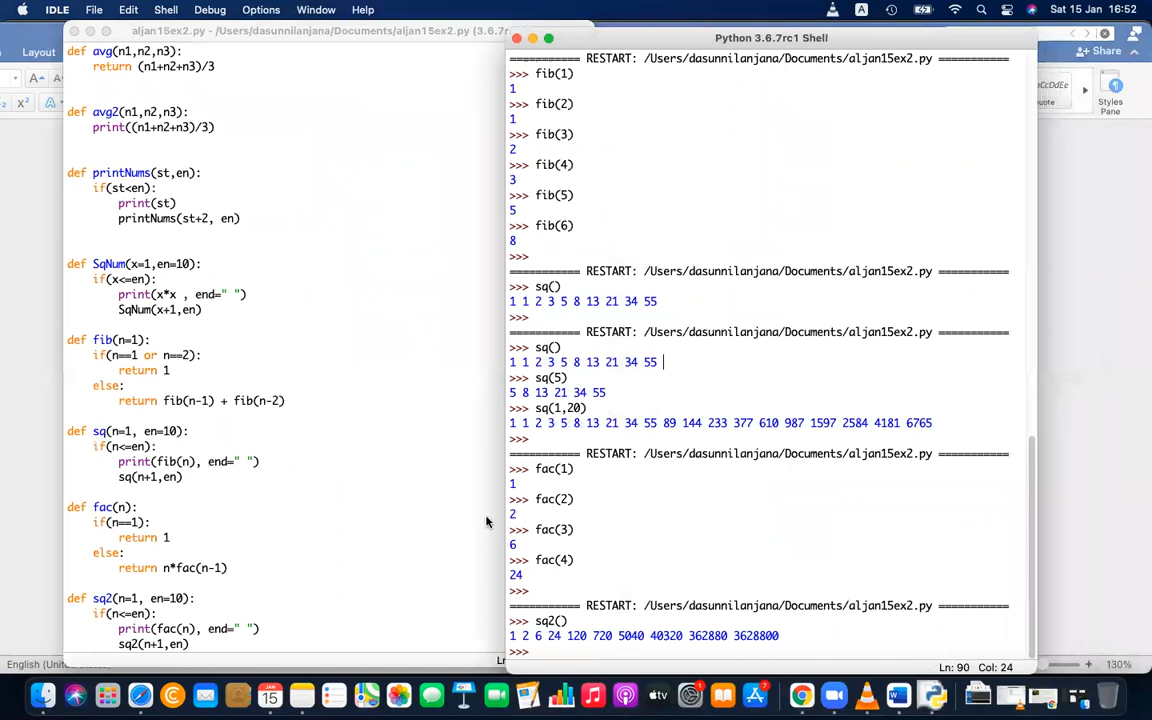 IDLE File Edit Shell Debug Options Window Help
A
Sat 15 Jan 16:52
aljan15ex2.py - /Users/dasunnilanjana/Documents/aljan15ex2.py (3.6.7r
Layout
Share
A A
X²
A
def avg(n1,n2,n3):
return (n1+n2+n3)/3
def avg2(n1,n2,n3):
print((n1+n2+n3)/3)
def printNums(st,en):
if(st<en):
print(st)
printNums(st+2, en)
def SqNum(x=1,en=10):
if(x<=en):
print(x*x , end=" ")
SqNum(x+1,en)
def fib(n=1):
if(n==1 or n==2):
return 1
else:
return fib(n-1) + fib(n-2)
def sq(n=1, en=10):
if(n<=en):
print(fib(n), end=" ")
sq(n+1,en)
def fac(n):
if(n==1):
return 1
else:
return n*fac(n-1)
def sq2(n=1, en=10):
if(n<=en):
print(fac(n), end=" ")
sq2(n+1,en)
Python 3.6.7rc1 Shell
=========== RESTART: /Users/dasunnilanjana/Documents/aljan15ex2.py ===========
>>> fib(1)
1
>>> fib(2)
1
>>> fib(3)
2
>>> fib(4)
3
>>> fib(5)
5
>>> fib(6)
8
>>>
=========== RESTART: /Users/dasunnilanjana/Documents/aljan15ex2.py ===========
>>> sq()
1 1 2 3 5 8 13 21 34 55
>>>
=========== RESTART: /Users/dasunnilanjana/Documents/aljan15ex2.py ===========
>>> sq()
1 1 2 3 5 8 13 21 34 55
>>> sq(5)
5 8 13 21 34 55
>>> sq(1,20)
1 1 2 3 5 8 13 21 34 55 89 144 233 377 610 987 1597 2584 4181 6765
>>>
=========== RESTART: /Users/dasunnilanjana/Documents/aljan15ex2.py ===========
>>> fac(1)
1
>>> fac(2)
2
>>> fac(3)
6
>>> fac(4)
24
>>>
=========== RESTART: /Users/dasunnilanjana/Documents/aljan15ex2.py ===========
>>> sq2()
1 2 6 24 120 720 5040 40320 362880 3628800
>>>
Ln: 90 Col: 24
bCcDdEe
Quote
Styles
Pane
English (United
Ln
130%
JAN
15
tv
1
7